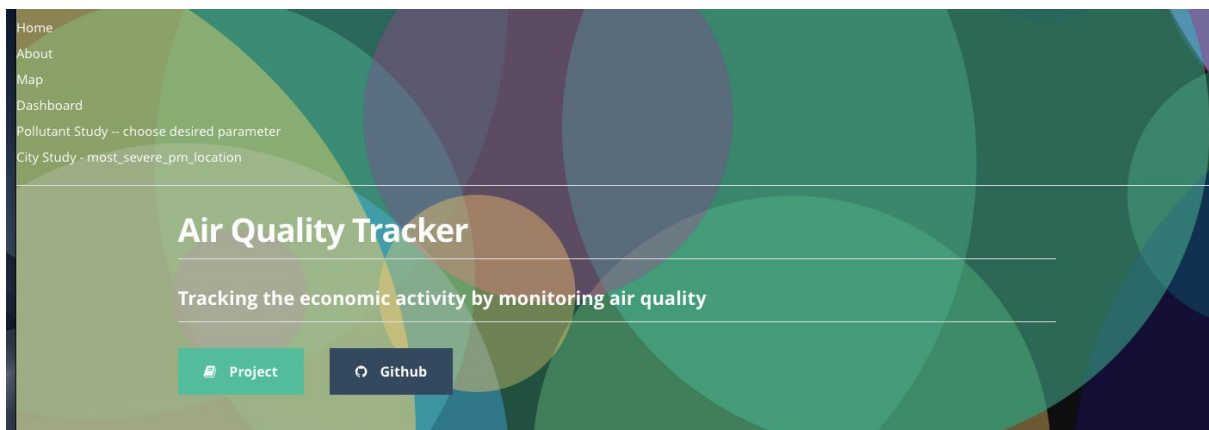 Home
About
Map
Dashboard
Pollutant Study -- choose desired parameter
City Study - most_severe_pm_location
Air Quality Tracker
Tracking the economic activity by monitoring air quality
Project
Github